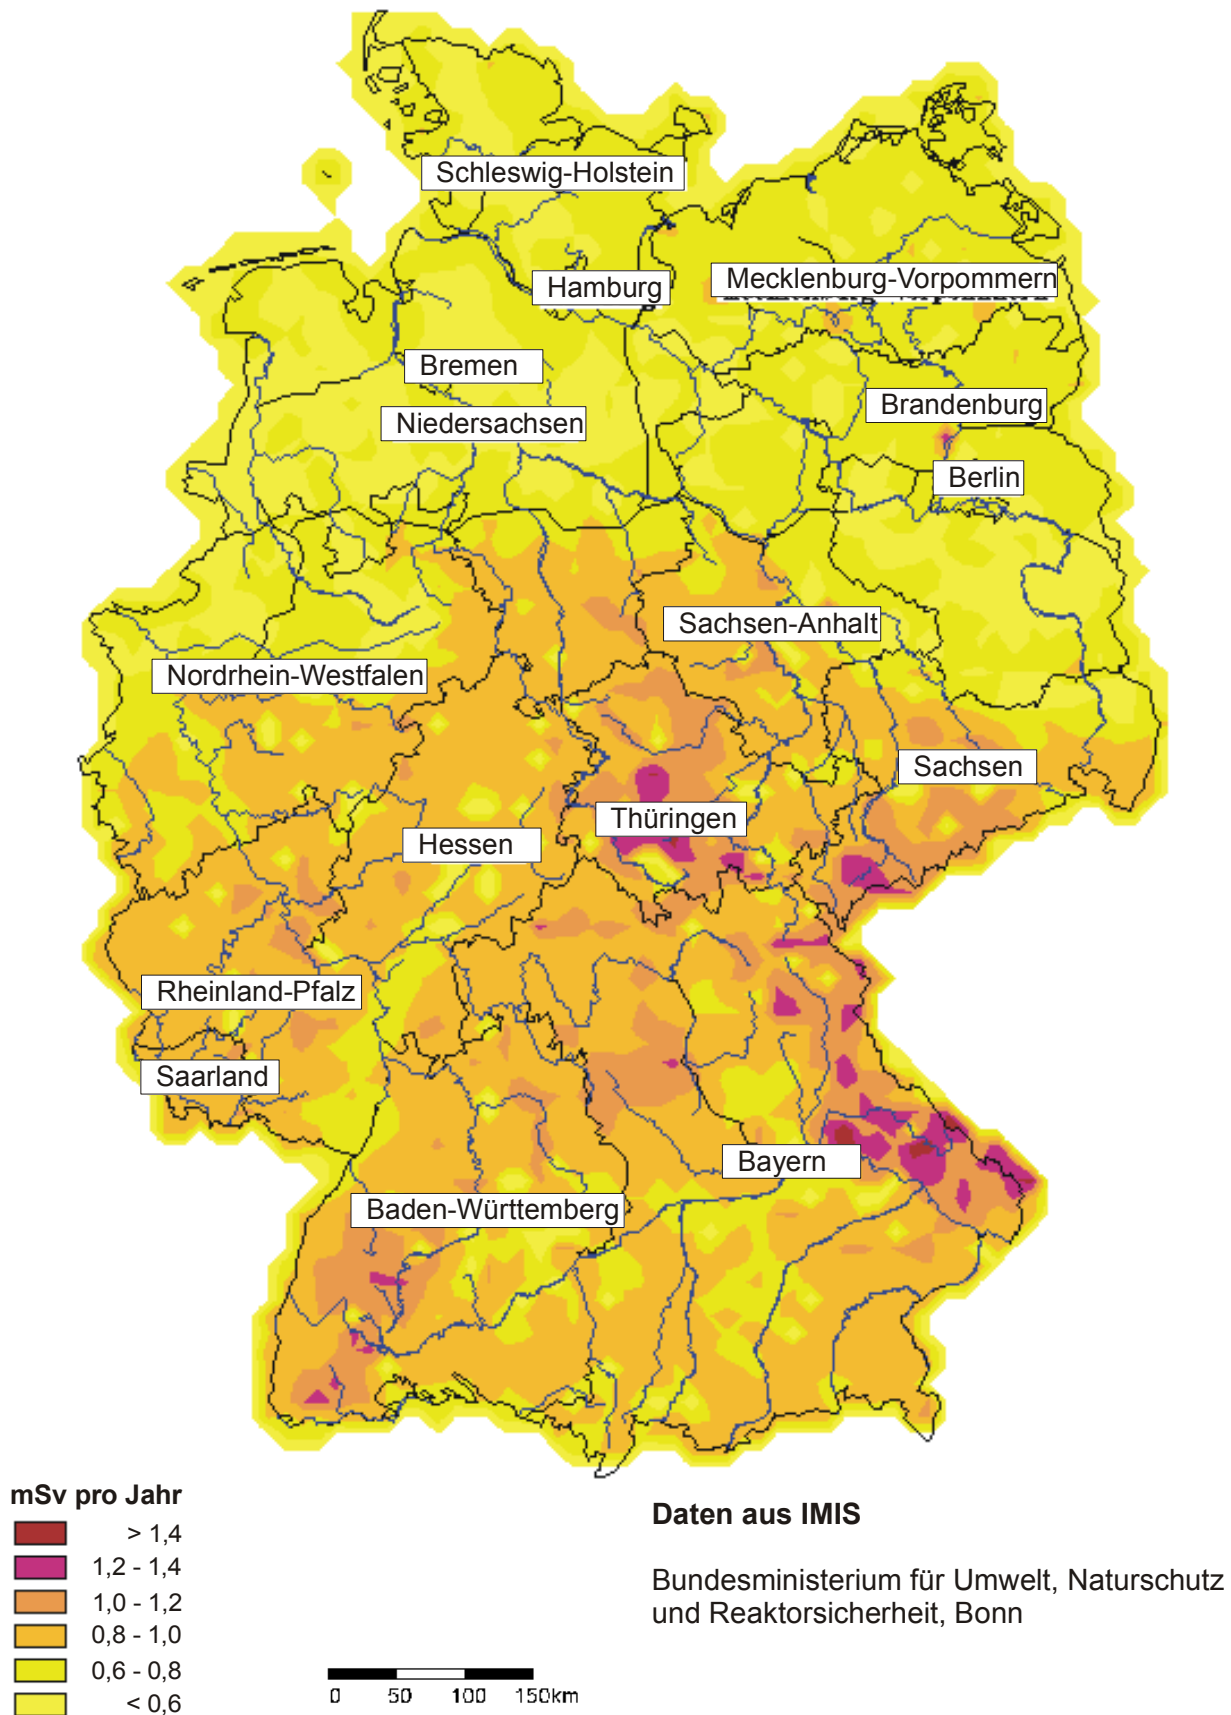 Schleswig-Holstein
Hamburg
Mecklenburg-Vorpommern
Bremen
Niedersachsen
Brandenburg
Berlin
Sachsen-Anhalt
Nordrhein-Westfalen
Sachsen
Thüringen
Hessen
Rheinland-Pfalz
Saarland
Bayern
Baden-Württemberg
mSv pro Jahr
> 1,4
1,2 - 1,4
1,0 - 1,2
0,8 - 1,0
0,6 - 0,8
< 0,6
0 50 100 150km
Daten aus IMIS
Bundesministerium für Umwelt, Naturschutz
und Reaktorsicherheit, Bonn